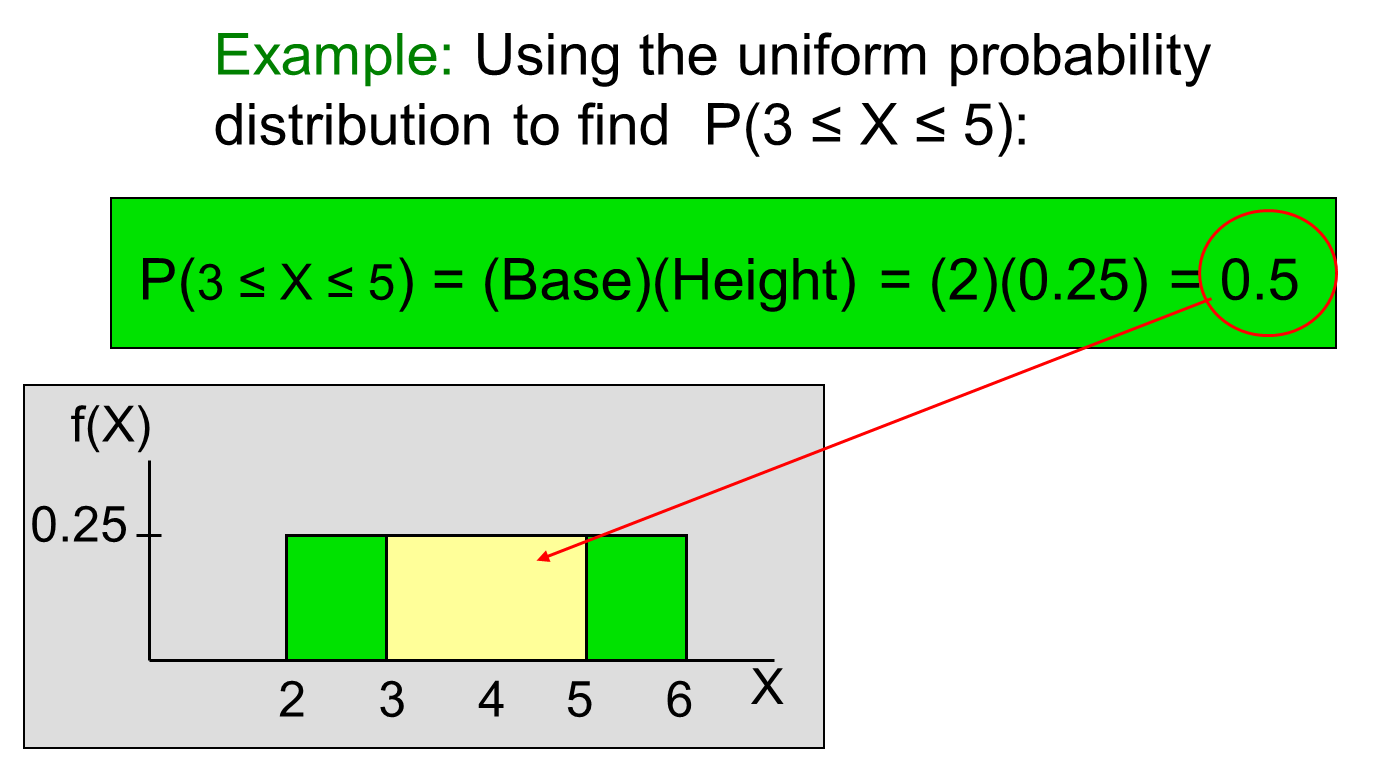 Example: Using the uniform probability
distribution to find P(3 ≤ X ≤ 5):
P(3 ≤ X ≤ 5) = (Base)(Height) = (2)(0.25) = 0.5
f(X)
0.25
2 3 4 5 6 X